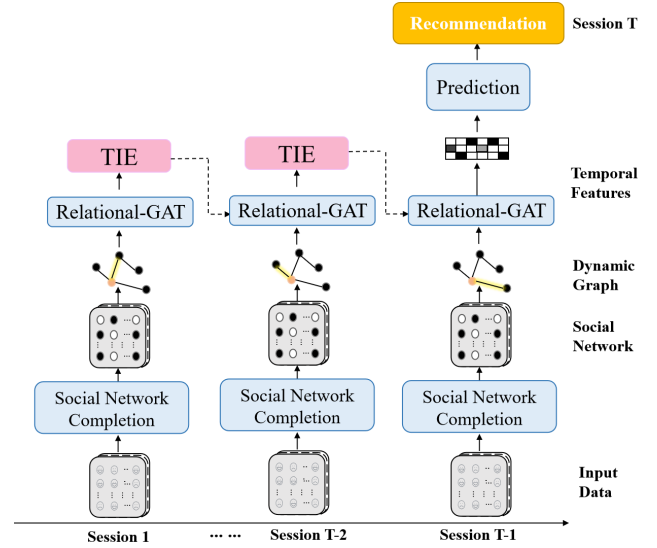 Recommendation
Session T
Prediction
TIE
TIE
Temporal
Features
Relational-GAT
Relational-GAT
Relational-GAT
Dynamic
Graph
Social
Network
Social Network
Completion
Social Network
Completion
Social Network
Completion
Input
Data
Session 1
... ...
Session T-2
Session T-1